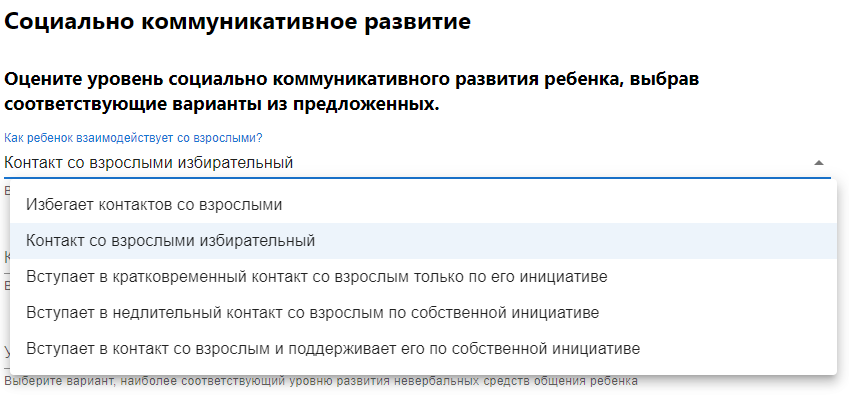 Социально коммуникативное развитие
Оцените уровень социально коммуникативного развития ребенка, выбрав
соответствующие варианты из предложенных.
Как ребенок взаимодействует со взрослыми?
Контакт со взрослыми избирательный
Избегает контактов со взрослыми
Контакт со взрослыми избирательный
Вступает в кратковременный контакт со взрослым только по его инициативе
Вступает в недлительный контакт со взрослым по собственной инициативе
Вступает в контакт со взрослым и поддерживает его по собственной инициативе
Выберите вариант, наиболее соответствующий уровню развития невербальных средств общения ребенка